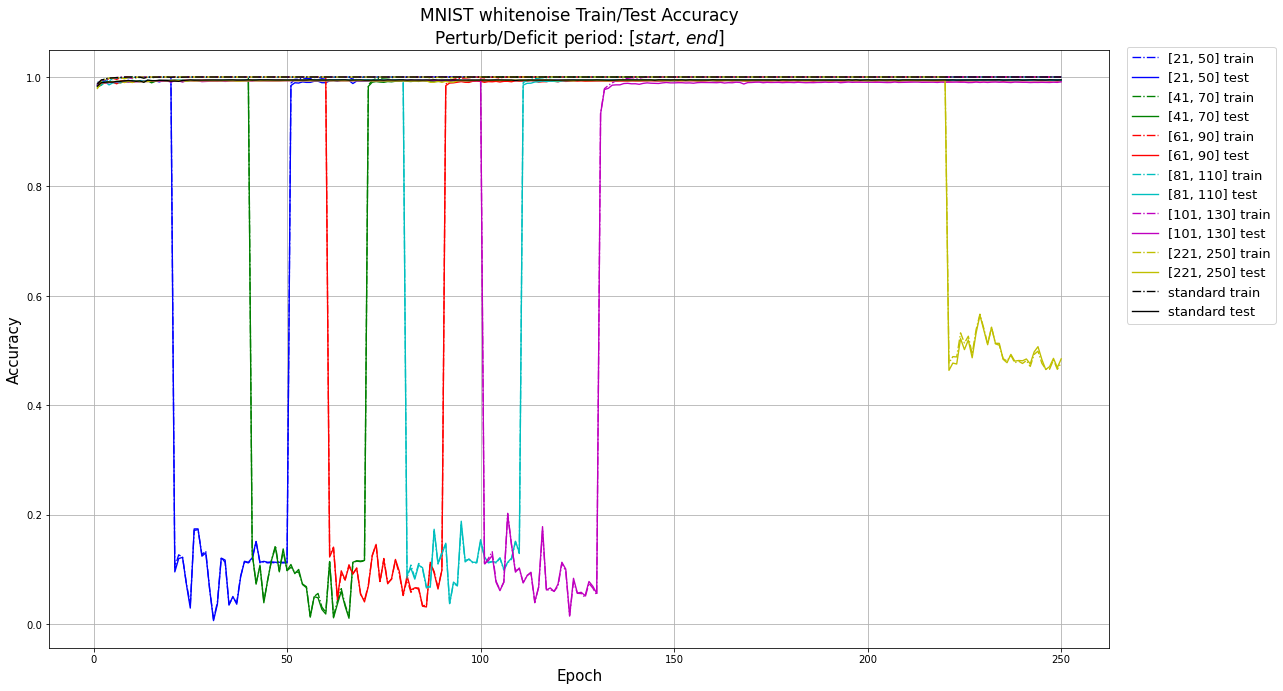 MNIST whitenoise Train/Test Accuracy
Perturb/Deficit period: [start, end]
Accuracy
1.0
0.8
0.6
0.4
0.2
0.0
0
50
100
150
200
250
Epoch
[21, 50] train
[21, 50] test
[41, 70] train
[41, 70] test
[61, 90] train
[61, 90] test
[81, 110] train
[81, 110] test
[101, 130] train
[101, 130] test
[221, 250] train
[221, 250] test
standard train
standard test